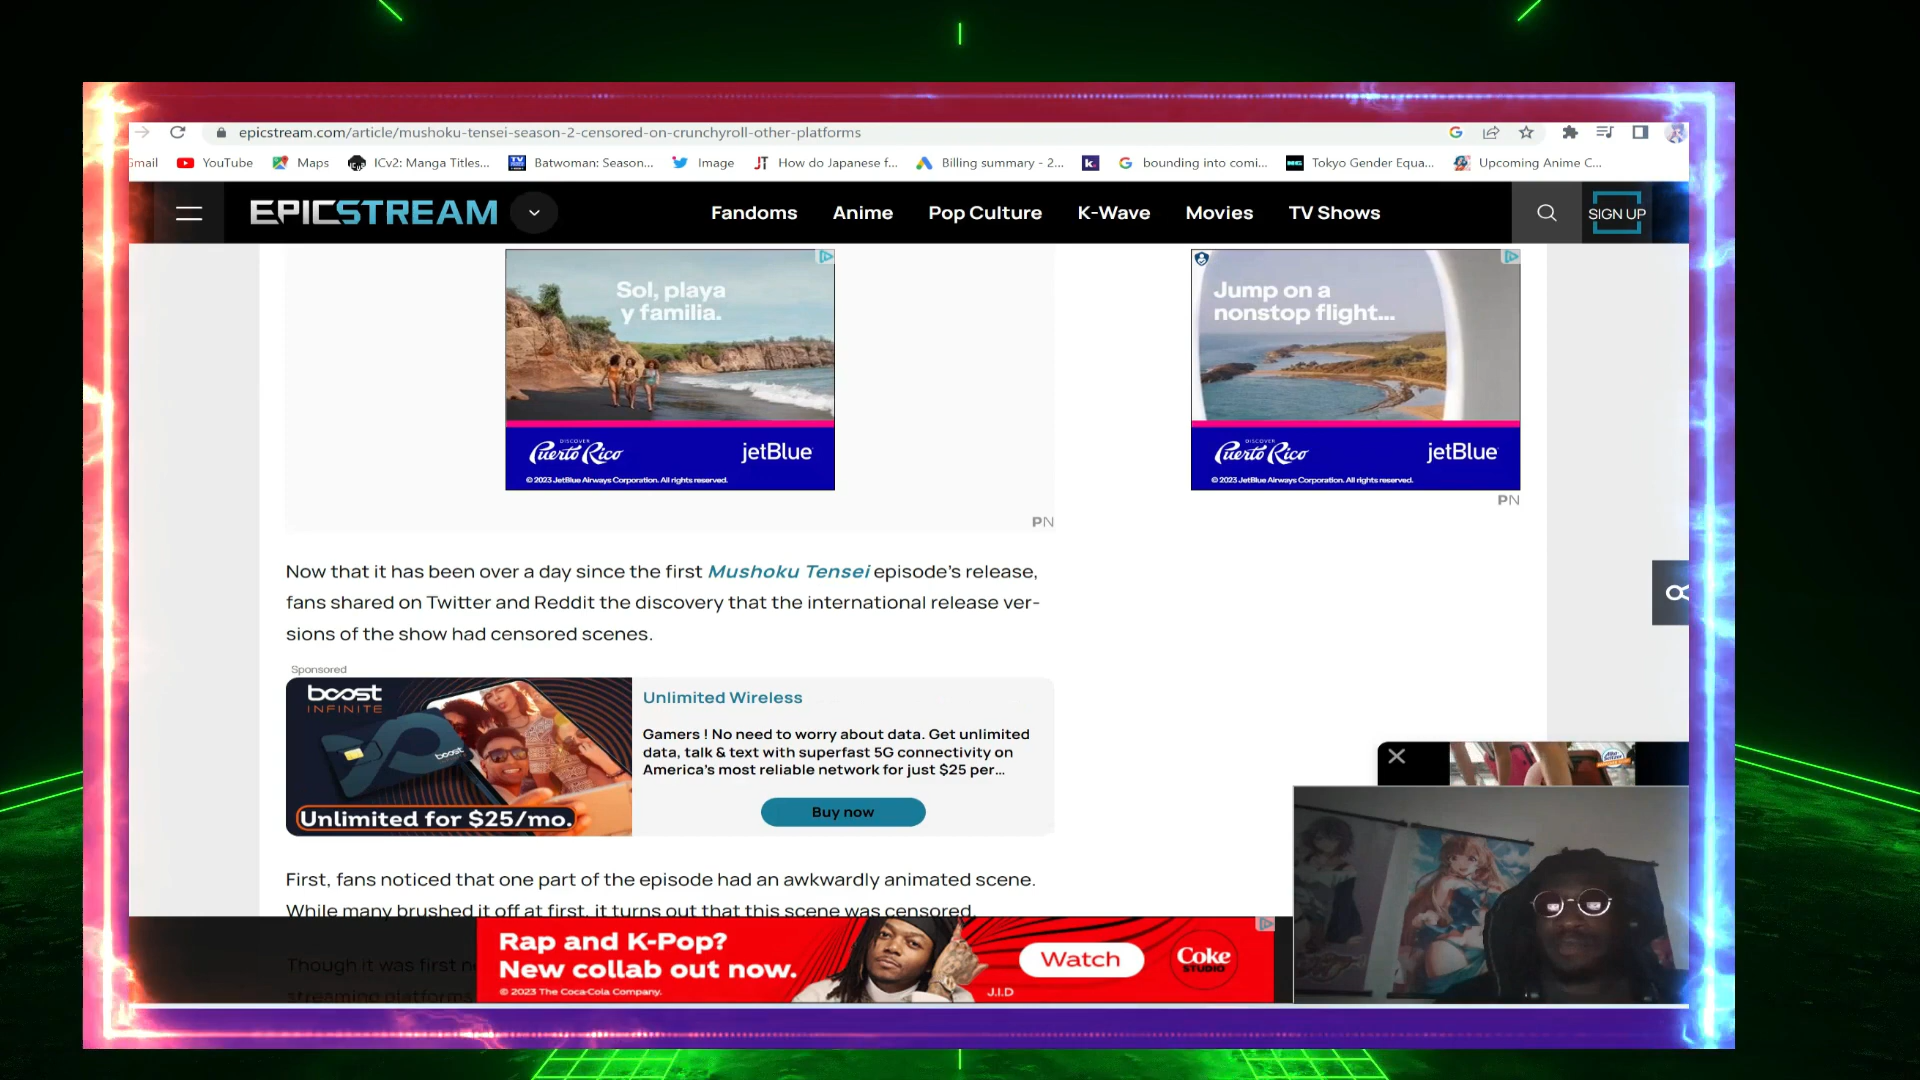 epicstream.com/article/mushoku-tensei-season-2-censored-on-crunchyroll-other-platforms
YouTube Maps ICv2: Manga Titles... Batwoman: Season... Image How do Japanese f... Billing summary - 2... k. bounding into comi... Tokyo Gender Equa... Upcoming Anime C...
EPICSTREAM
Fandoms Anime Pop Culture K-Wave Movies TV Shows
SIGN UP
Sol, playa
y familia.
DISCOVER
Puerto Rico
jetBlue
© 2023 JetBlue Airways Corporation. All rights reserved.
PN
Jump on a
nonstop flight...
DISCOVER
Puerto Rico
jetBlue
© 2023 JetBlue Airways Corporation. All rights reserved.
PN
Now that it has been over a day since the first Mushoku Tensei episode's release,
fans shared on Twitter and Reddit the discovery that the international release ver-
sions of the show had censored scenes.
Sponsored
boost
INFINITE
boost
Unlimited for $25/mo.
Unlimited Wireless
Gamers ! No need to worry about data. Get unlimited
data, talk & text with superfast 5G connectivity on
America's most reliable network for just $25 per...
Buy now
First, fans noticed that one part of the episode had an awkwardly animated scene.
While many brushed it off at first, it turns out that this scene was censored.
Though it was first
streaming platforms
Rap and K-Pop?
New collab out now.
© 2023 The Coca-Cola Company.
J.I.D
Watch
Coke
STUDIO